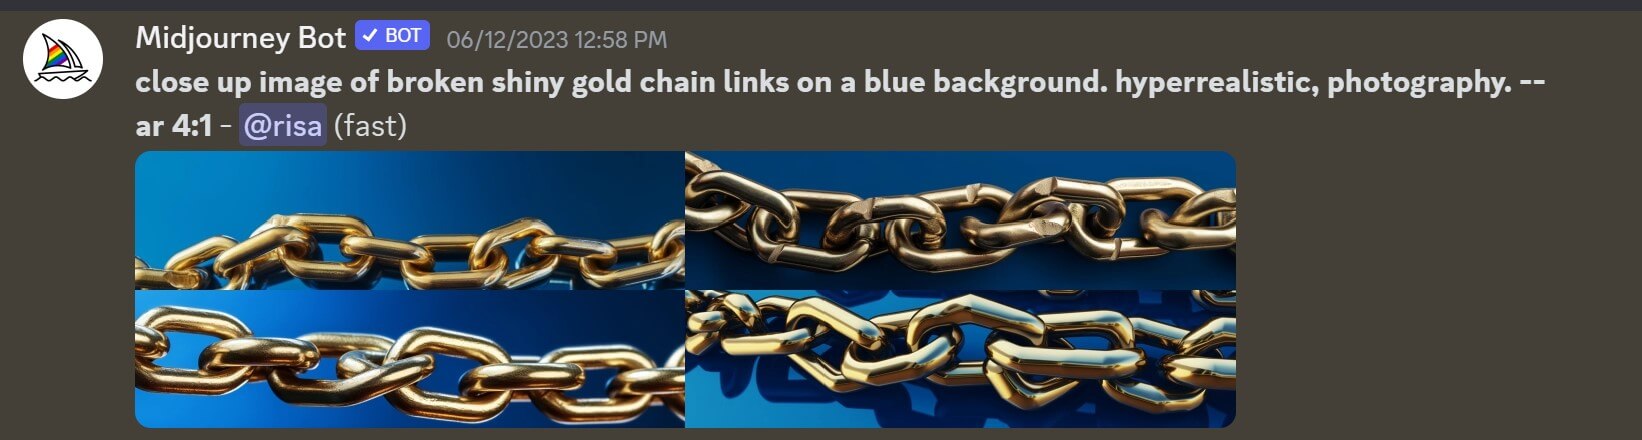 Midjourney Bot ✓ BOT 06/12/2023 12:58 PM
close up image of broken shiny gold chain links on a blue background. hyperrealistic, photography. --
ar 4:1 - @risa (fast)